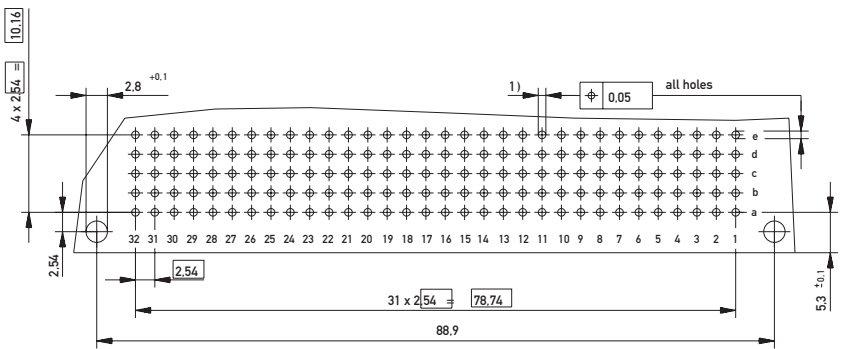 4 x 2,54 = 10.16
2,8 +0,1
1)
0,05
all holes
e
d
c
b
a
32 31 30 29 28 27 26 25 24 23 22 21 20 19 18 17 16 15 14 13 12 11 10 9 8 7 6 5 4 3 2 1
2,54
2,54
31 x 2,54 = 78,74
5,3 ±0,1
88,9